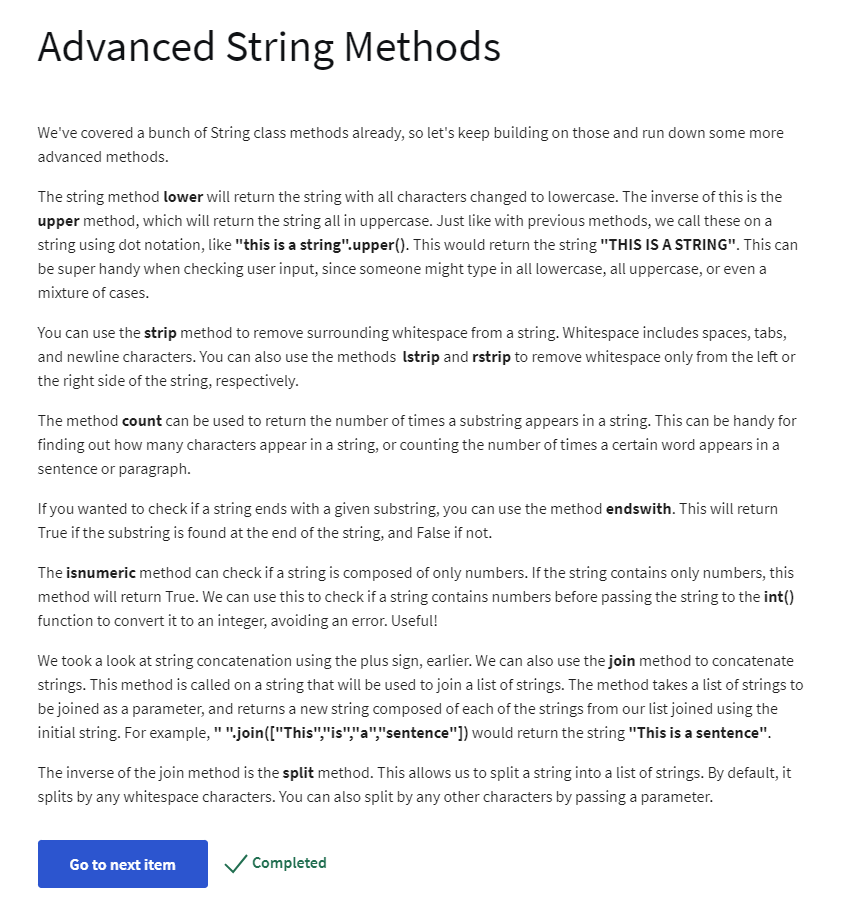 Advanced String Methods
We've covered a bunch of String class methods already, so let's keep building on those and run down some more
advanced methods.
The string method lower will return the string with all characters changed to lowercase. The inverse of this is the
upper method, which will return the string all in uppercase. Just like with previous methods, we call these on a
string using dot notation, like "this is a string".upper(). This would return the string "THIS IS A STRING". This can
be super handy when checking user input, since someone might type in all lowercase, all uppercase, or even a
mixture of cases.
You can use the strip method to remove surrounding whitespace from a string. Whitespace includes spaces, tabs,
and newline characters. You can also use the methods lstrip and rstrip to remove whitespace only from the left or
the right side of the string, respectively.
The method count can be used to return the number of times a substring appears in a string. This can be handy for
finding out how many characters appear in a string, or counting the number of times a certain word appears in a
sentence or paragraph.
If you wanted to check if a string ends with a given substring, you can use the method endswith. This will return
True if the substring is found at the end of the string, and False if not.
The isnumeric method can check if a string is composed of only numbers. If the string contains only numbers, this
method will return True. We can use this to check if a string contains numbers before passing the string to the int()
function to convert it to an integer, avoiding an error. Useful!
We took a look at string concatenation using the plus sign, earlier. We can also use the join method to concatenate
strings. This method is called on a string that will be used to join a list of strings. The method takes a list of strings to
be joined as a parameter, and returns a new string composed of each of the strings from our list joined using the
initial string. For example, " ".join(["This","is","a","sentence"]) would return the string "This is a sentence".
The inverse of the join method is the split method. This allows us to split a string into a list of strings. By default, it
splits by any whitespace characters. You can also split by any other characters by passing a parameter.
Go to next item
Completed